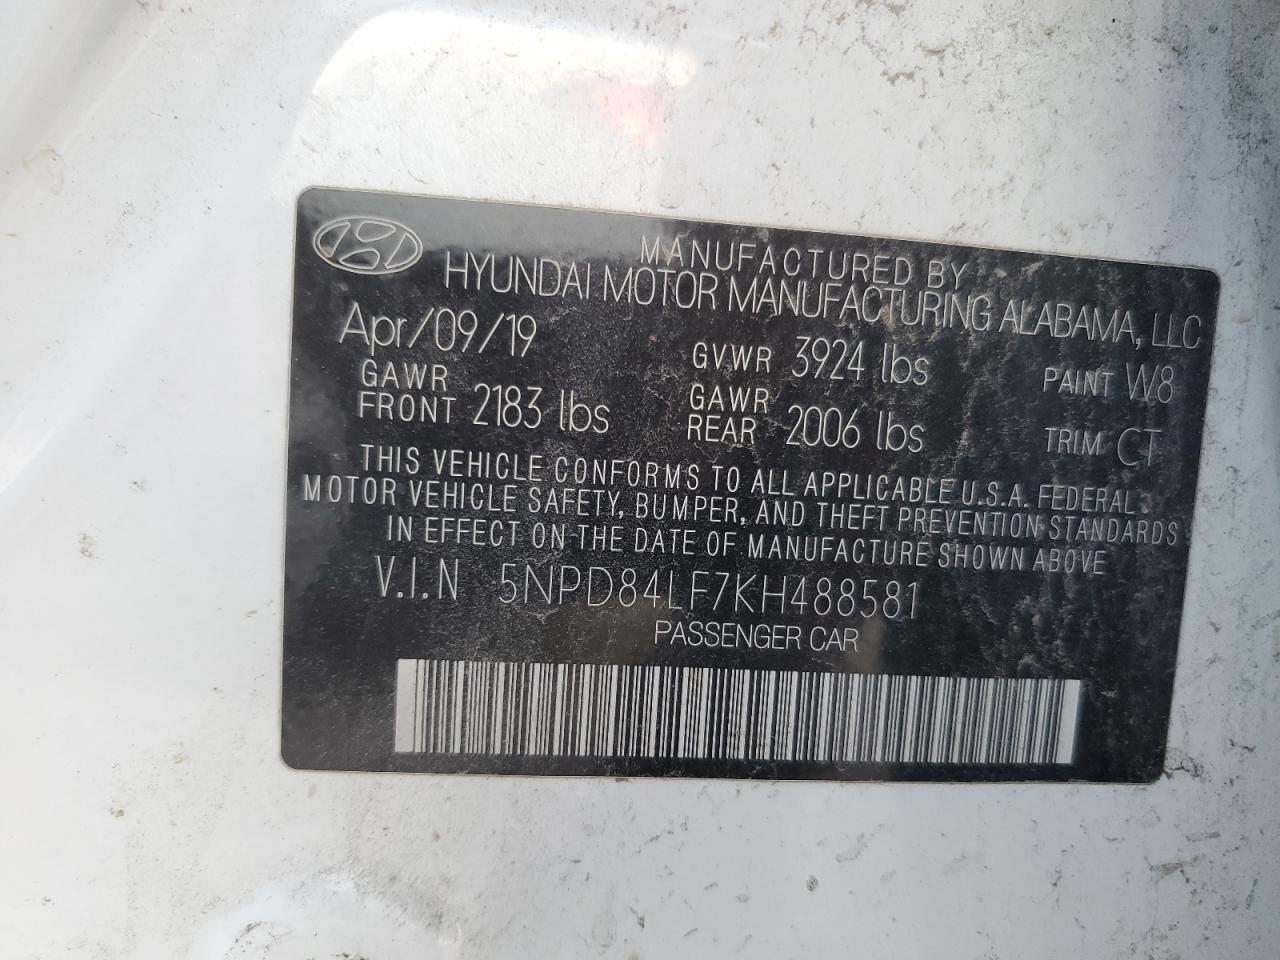 MANUFACTURED BY
HYUNDAI MOTOR MANUFACTURING ALABAMA, LLC
Apr/09/19 GVWR 3924 lbs PAINT W8
GAWR FRONT 2183 lbs GAWR REAR 2006 lbs TRIM CT
THIS VEHICLE CONFORMS TO ALL APPLICABLE U.S.A. FEDERAL
MOTOR VEHICLE SAFETY, BUMPER, AND THEFT PREVENTION STANDARDS
IN EFFECT ON THE DATE OF MANUFACTURE SHOWN ABOVE
V.I.N 5NPD84LF7KH488581
PASSENGER CAR